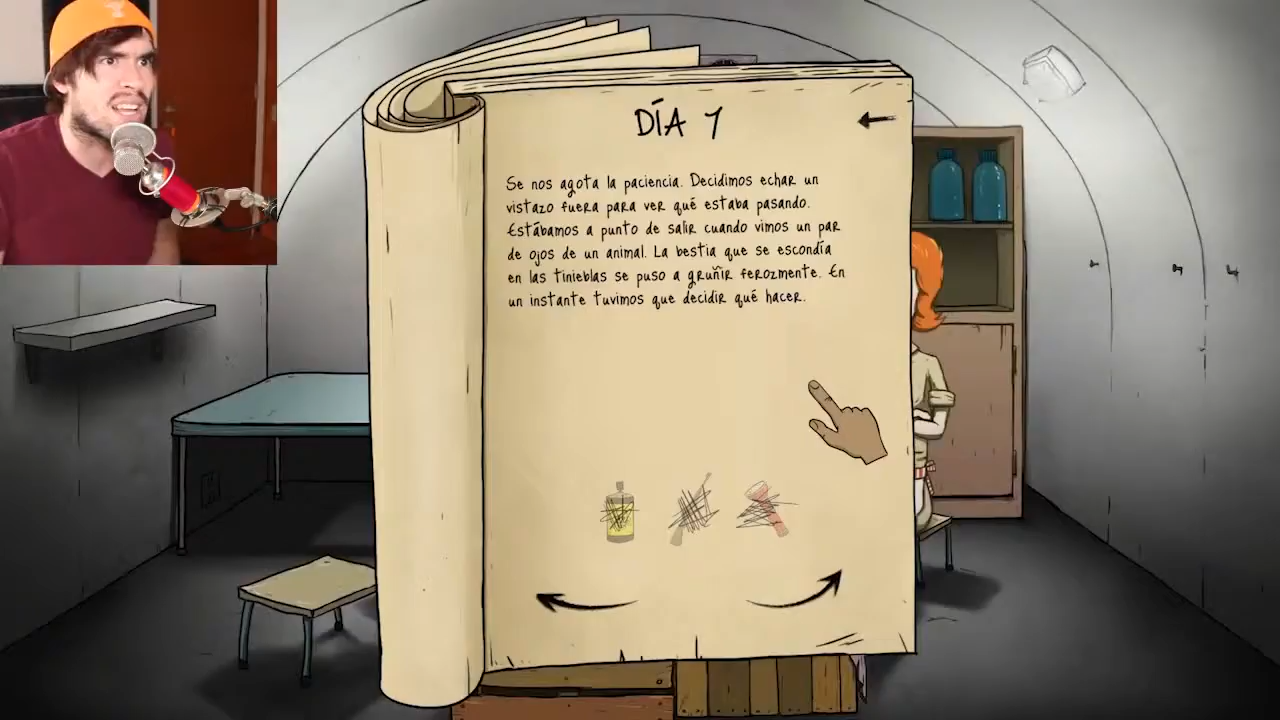 DÍA 7
Se nos agota la paciencia. Decidimos echar un
vistazo fuera para ver qué estaba pasando.
Estábamos a punto de salir cuando vimos un par
de ojos de un animal. La bestia que se escondía
en las tinieblas se puso a gruñir ferozmente. En
un instante tuvimos que decidir qué hacer.